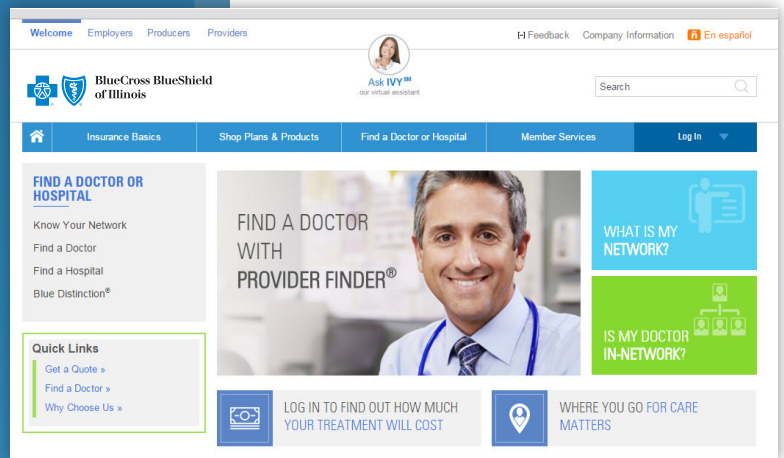 Welcome Employers Producers Providers
[-] Feedback Company Information ñ En español
Ask IVY℠
our virtual assistant
BlueCross BlueShield
of Illinois
Search
Insurance Basics Shop Plans & Products Find a Doctor or Hospital Member Services Log In
FIND A DOCTOR OR
HOSPITAL
Know Your Network
Find a Doctor
Find a Hospital
Blue Distinction®
Quick Links
Get a Quote »
Find a Doctor »
Why Choose Us »
FIND A DOCTOR
WITH
PROVIDER FINDER®
WHAT IS MY
NETWORK?
IS MY DOCTOR
IN-NETWORK?
LOG IN TO FIND OUT HOW MUCH
YOUR TREATMENT WILL COST
WHERE YOU GO FOR CARE
MATTERS